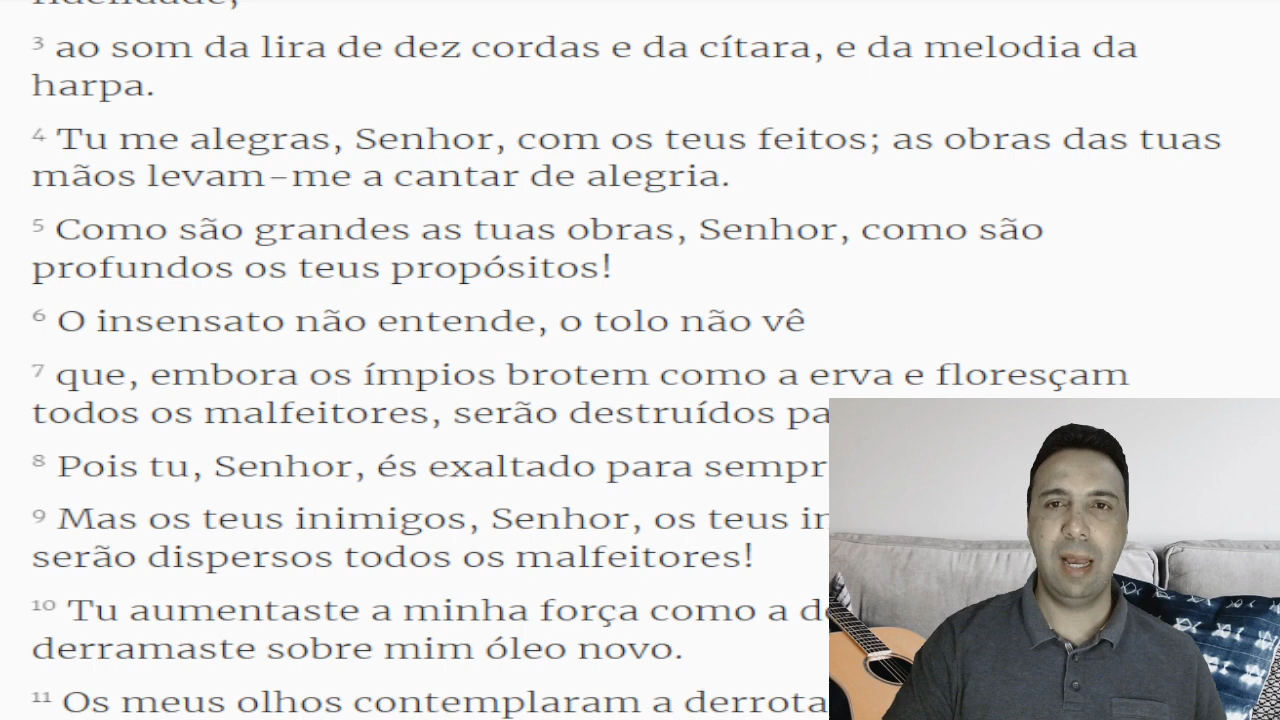 fidelidade,
3 ao som da lira de dez cordas e da cítara, e da melodia da
harpa.
4 Tu me alegras, Senhor, com os teus feitos; as obras das tuas
mãos levam-me a cantar de alegria.
5 Como são grandes as tuas obras, Senhor, como são
profundos os teus propósitos!
6 O insensato não entende, o tolo não vê
7 que, embora os ímpios brotem como a erva e floresçam
todos os malfeitores, serão destruídos pa
8 Pois tu, Senhor, és exaltado para sempr
9 Mas os teus inimigos, Senhor, os teus in
serão dispersos todos os malfeitores!
10 Tu aumentaste a minha força como a d
derramaste sobre mim óleo novo.
11 Os meus olhos contemplaram a derrota